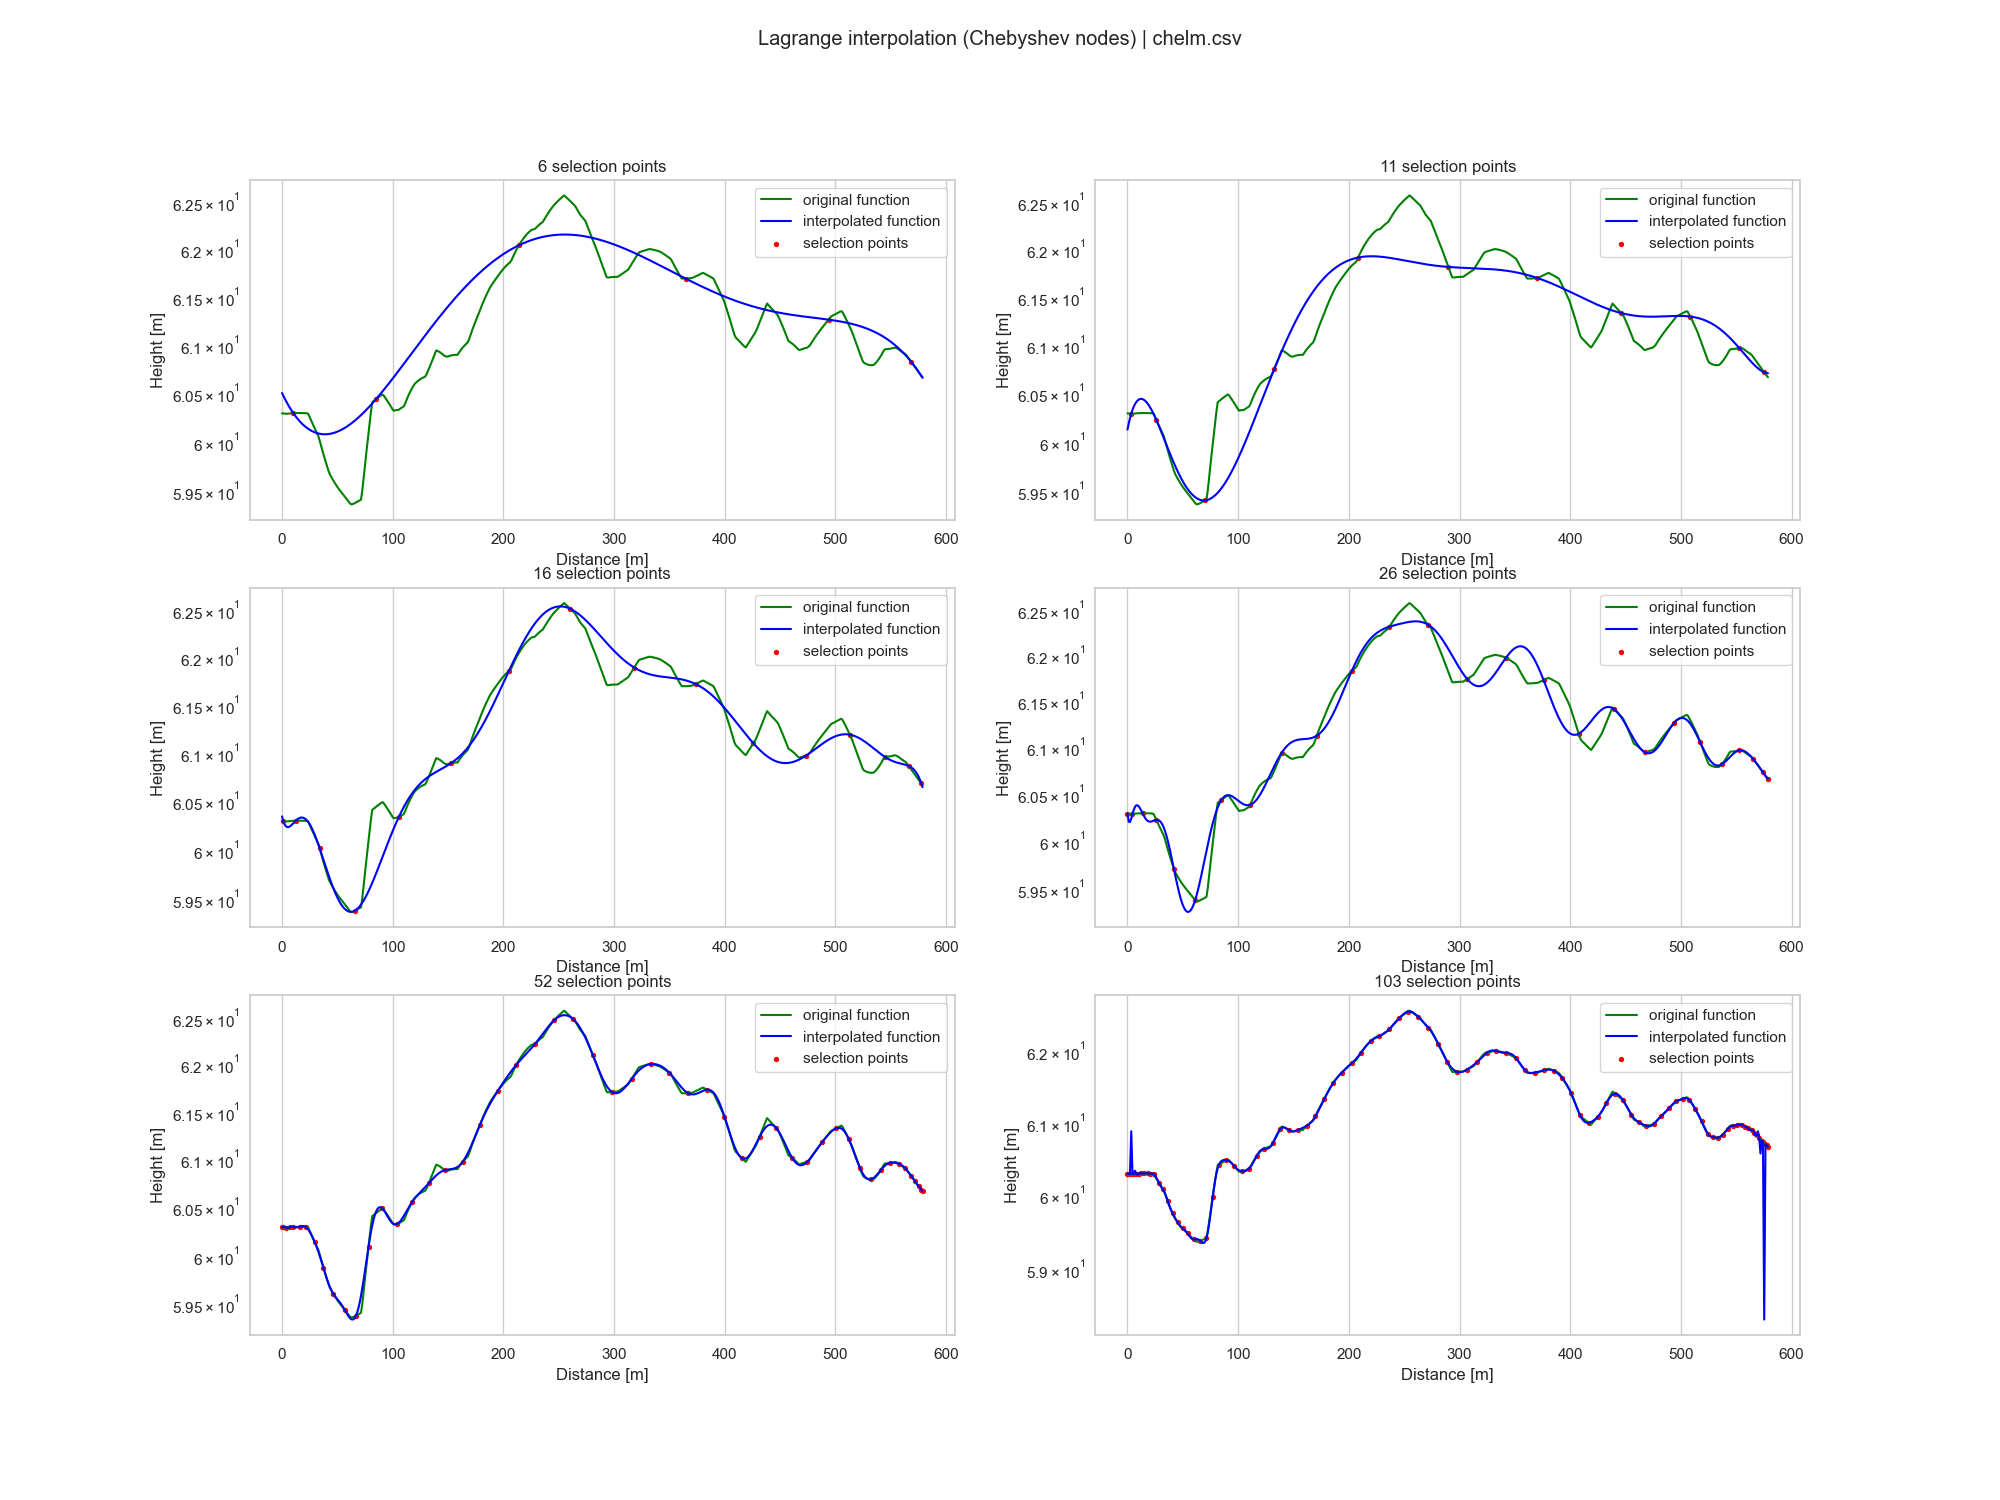 Lagrange interpolation (Chebyshev nodes) | chelm.csv
6 selection points
6.25 × 10¹
6.2 × 10¹
6.15 × 10¹
6.1 × 10¹
6.05 × 10¹
6 × 10¹
5.95 × 10¹
Height [m]
original function
interpolated function
selection points
0 100 200 300 400 500 600
Distance [m]
11 selection points
6.25 × 10¹
6.2 × 10¹
6.15 × 10¹
6.1 × 10¹
6.05 × 10¹
6 × 10¹
5.95 × 10¹
Height [m]
original function
interpolated function
selection points
0 100 200 300 400 500 600
Distance [m]
16 selection points
6.25 × 10¹
6.2 × 10¹
6.15 × 10¹
6.1 × 10¹
6.05 × 10¹
6 × 10¹
5.95 × 10¹
Height [m]
original function
interpolated function
selection points
0 100 200 300 400 500 600
Distance [m]
26 selection points
6.25 × 10¹
6.2 × 10¹
6.15 × 10¹
6.1 × 10¹
6.05 × 10¹
6 × 10¹
5.95 × 10¹
Height [m]
original function
interpolated function
selection points
0 100 200 300 400 500 600
Distance [m]
52 selection points
6.25 × 10¹
6.2 × 10¹
6.15 × 10¹
6.1 × 10¹
6.05 × 10¹
6 × 10¹
5.95 × 10¹
Height [m]
original function
interpolated function
selection points
0 100 200 300 400 500 600
Distance [m]
103 selection points
6.2 × 10¹
6.1 × 10¹
6 × 10¹
5.9 × 10¹
Height [m]
original function
interpolated function
selection points
0 100 200 300 400 500 600
Distance [m]